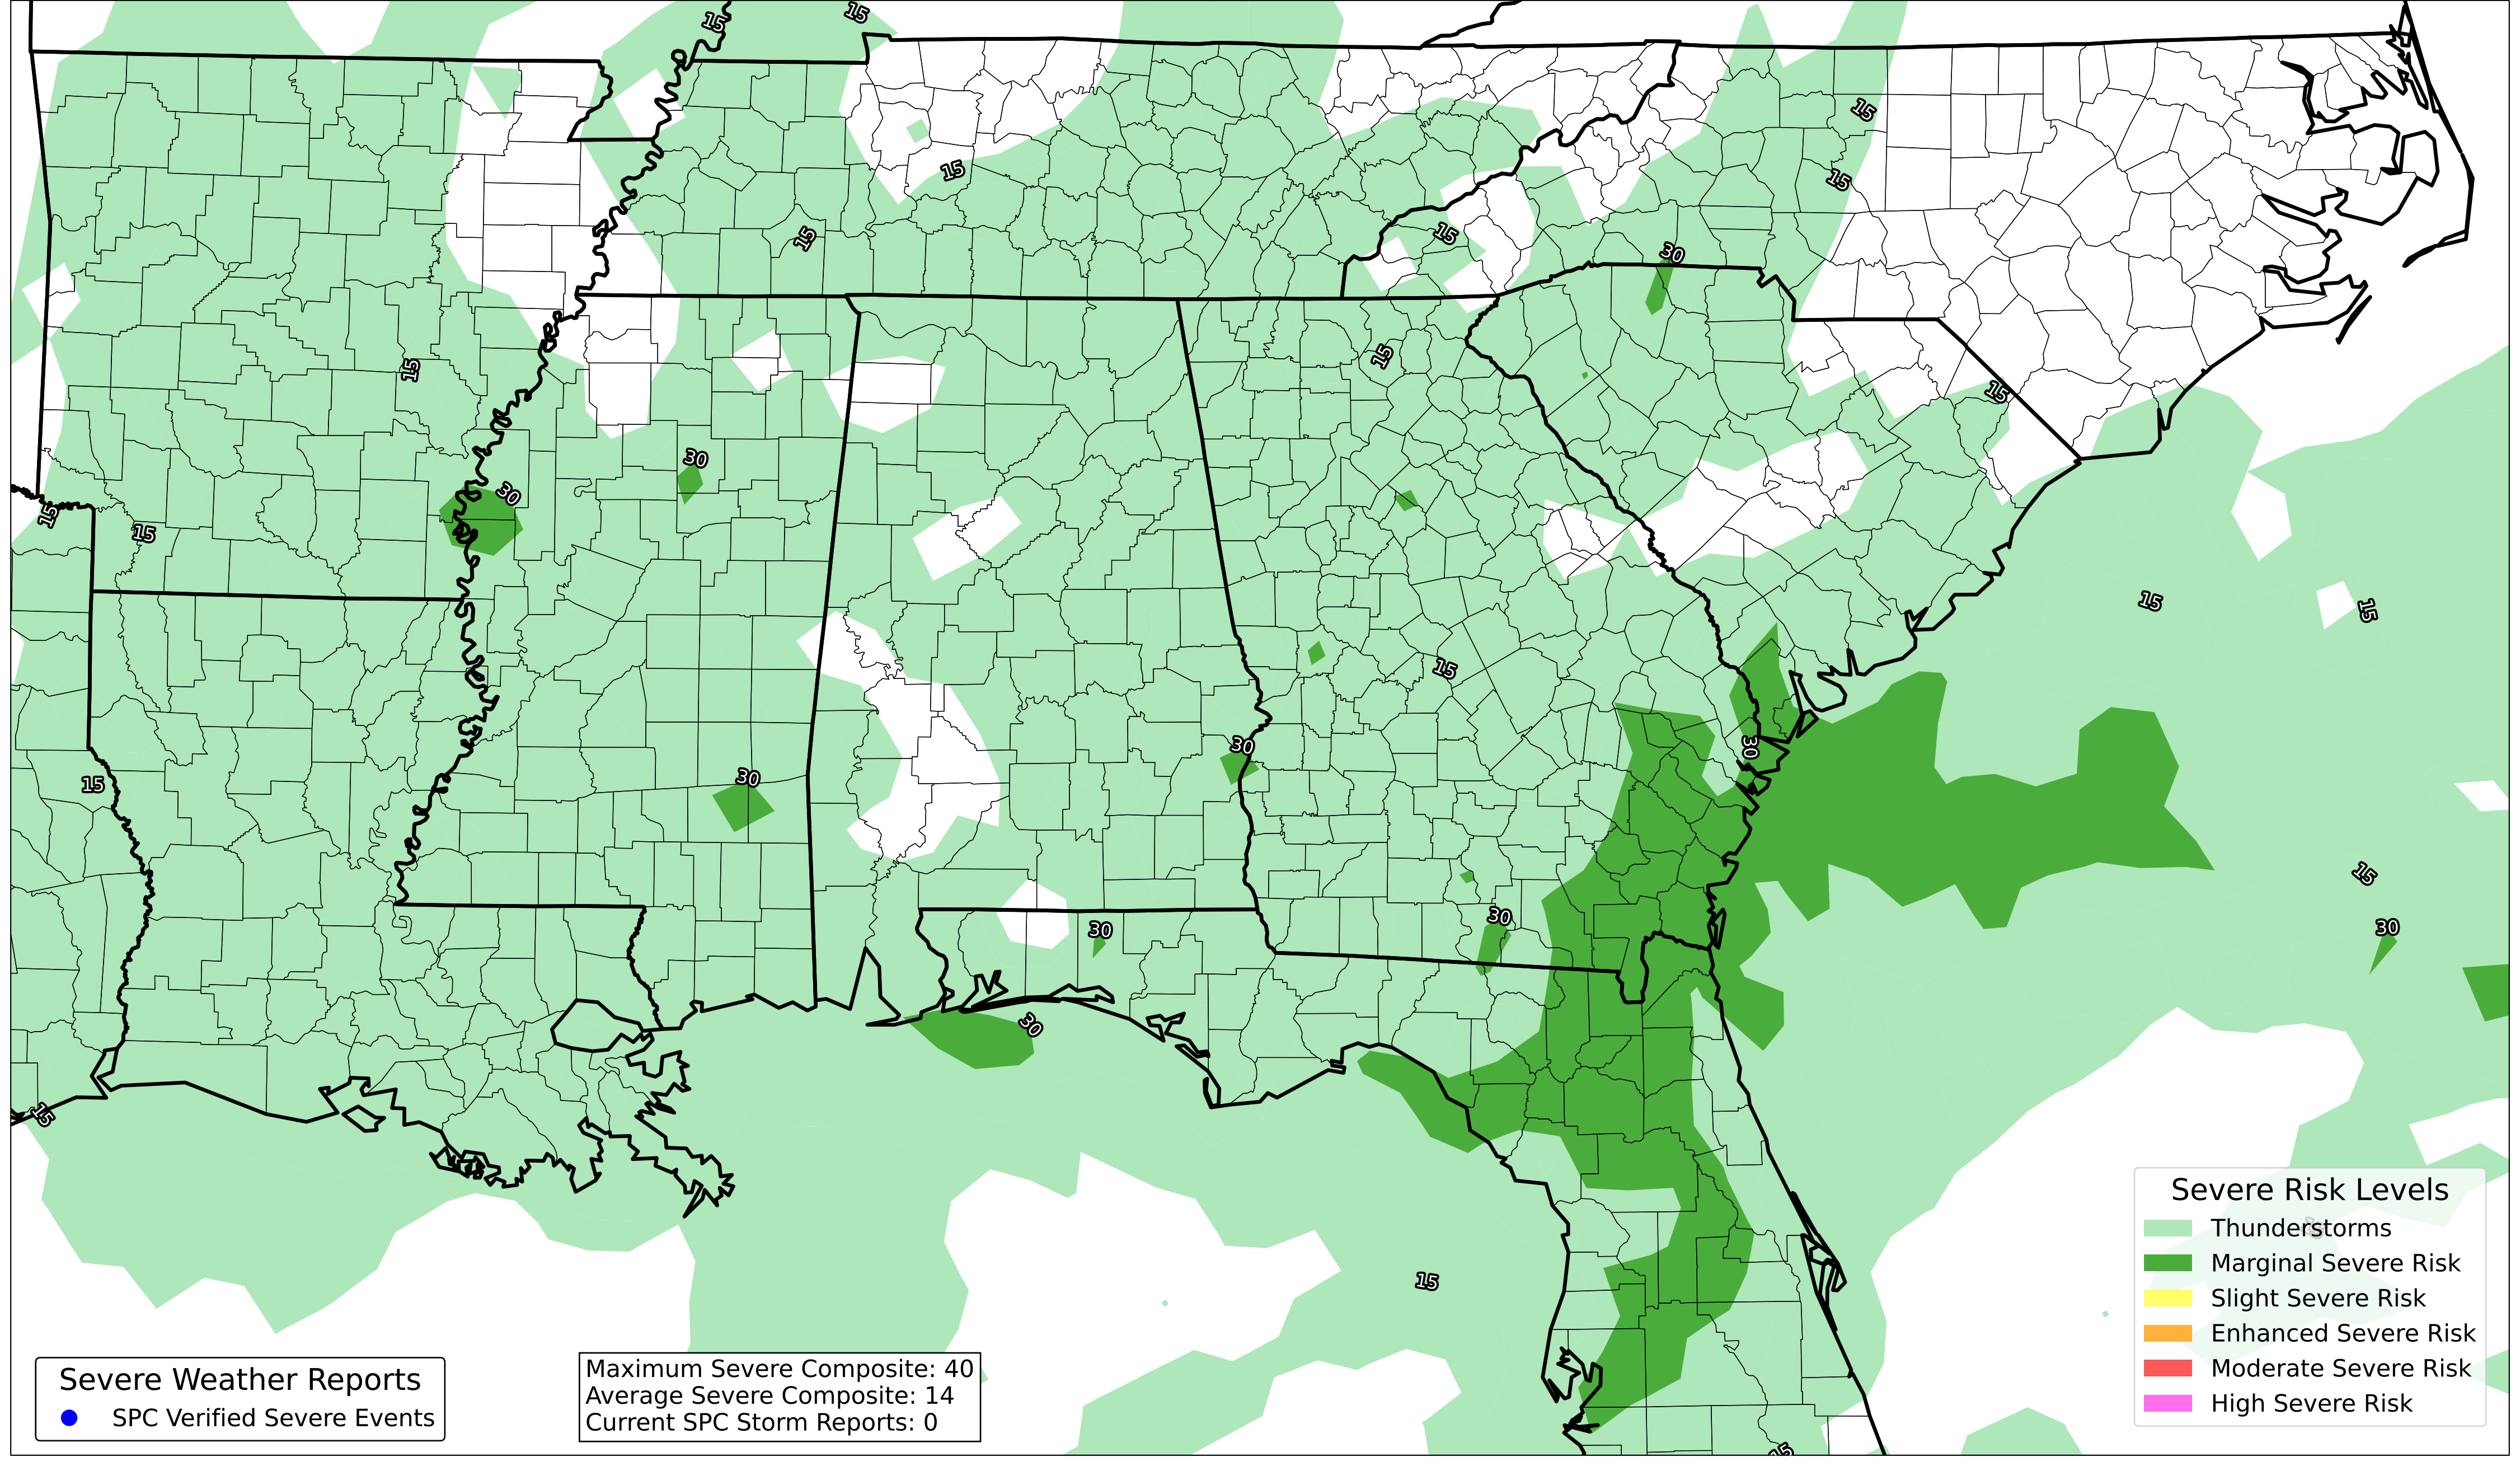 15
15
15
15
15
15
15
30
15
15
15
30
30
15
15
15
15
15
30
30
30
15
15
30
30
30
30
15
15
15
Severe Risk Levels
Thunderstorms
Marginal Severe Risk
Slight Severe Risk
Enhanced Severe Risk
Moderate Severe Risk
High Severe Risk
Severe Weather Reports
SPC Verified Severe Events
Maximum Severe Composite: 40
Average Severe Composite: 14
Current SPC Storm Reports: 0
15